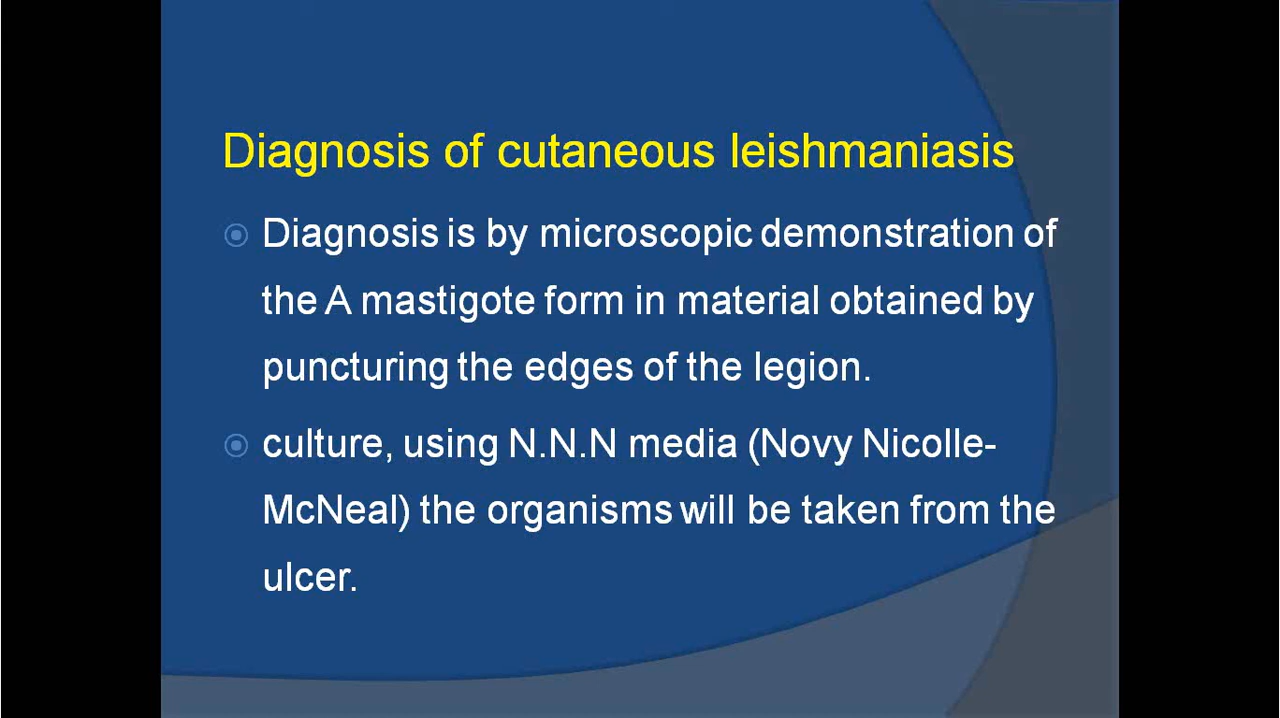 Diagnosis of cutaneous leishmaniasis
Diagnosis is by microscopic demonstration of
the A mastigote form in material obtained by
puncturing the edges of the legion.
culture, using N.N.N media (Novy Nicolle-
McNeal) the organisms will be taken from the
ulcer.